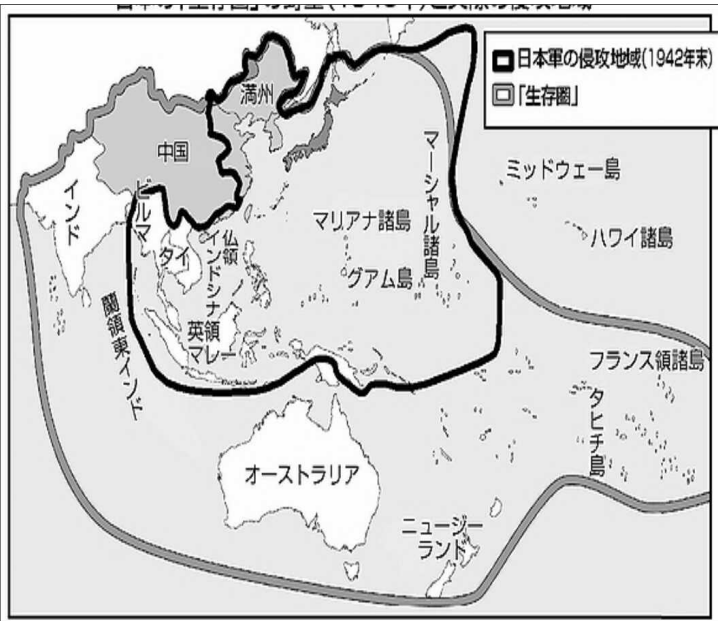 日本軍の侵攻地域(1942年末)
「生存圏」
満州
中国
インド
ビルマ
タイ
仏領
インドシナ
英領
マレー
蘭領東インド
マリアナ諸島
グアム島
マーシャル諸島
ミッドウェー島
ハワイ諸島
フランス領諸島
タヒチ島
オーストラリア
ニュージー
ランド